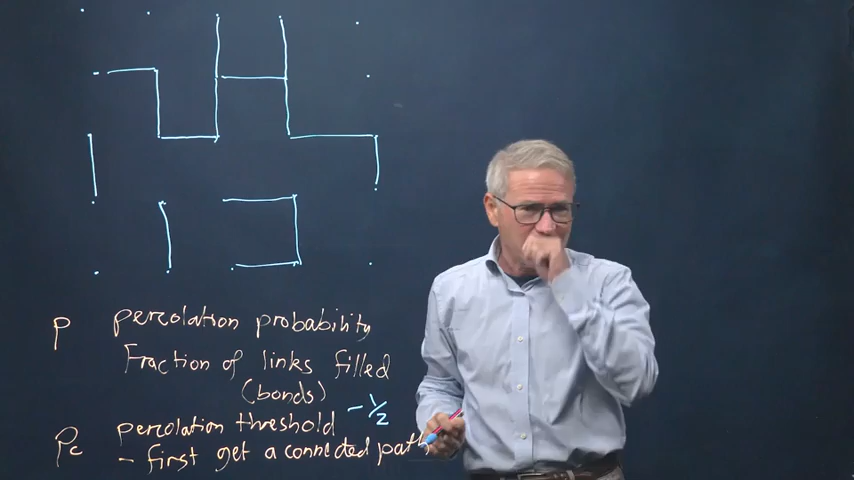 p percolation probability
Fraction of links filled
(bonds)
Pc percolation threshold - 1/2
- first get a connected path